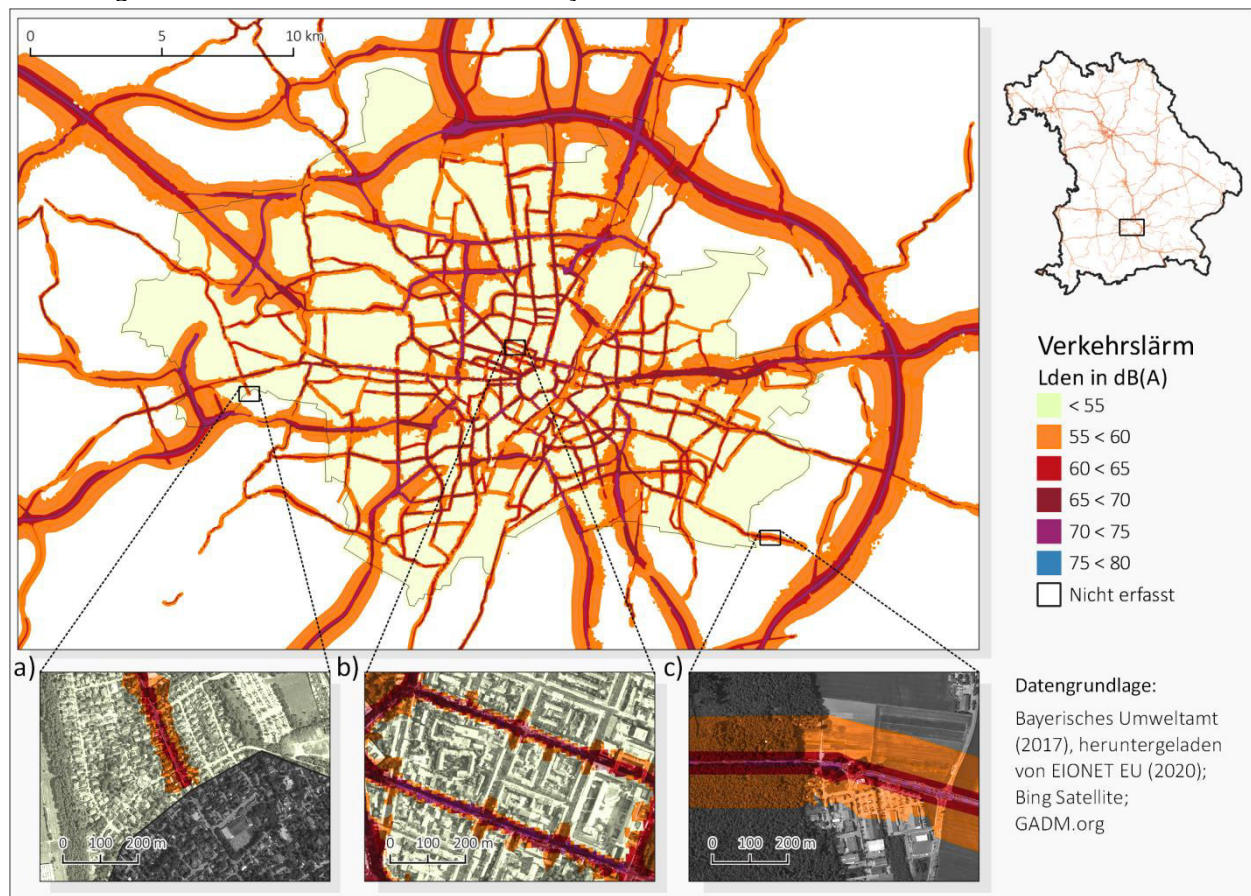 0 5 10 km
Verkehrslärm
Lden in dB(A)
< 55
55 < 60
60 < 65
65 < 70
70 < 75
75 < 80
Nicht erfasst
a)
b)
c)
Datengrundlage:
Bayerisches Umweltamt
(2017), heruntergeladen
von EIONET EU (2020);
Bing Satellite;
GADM.org
0 100 200 m
0 100 200 m
0 100 200 m